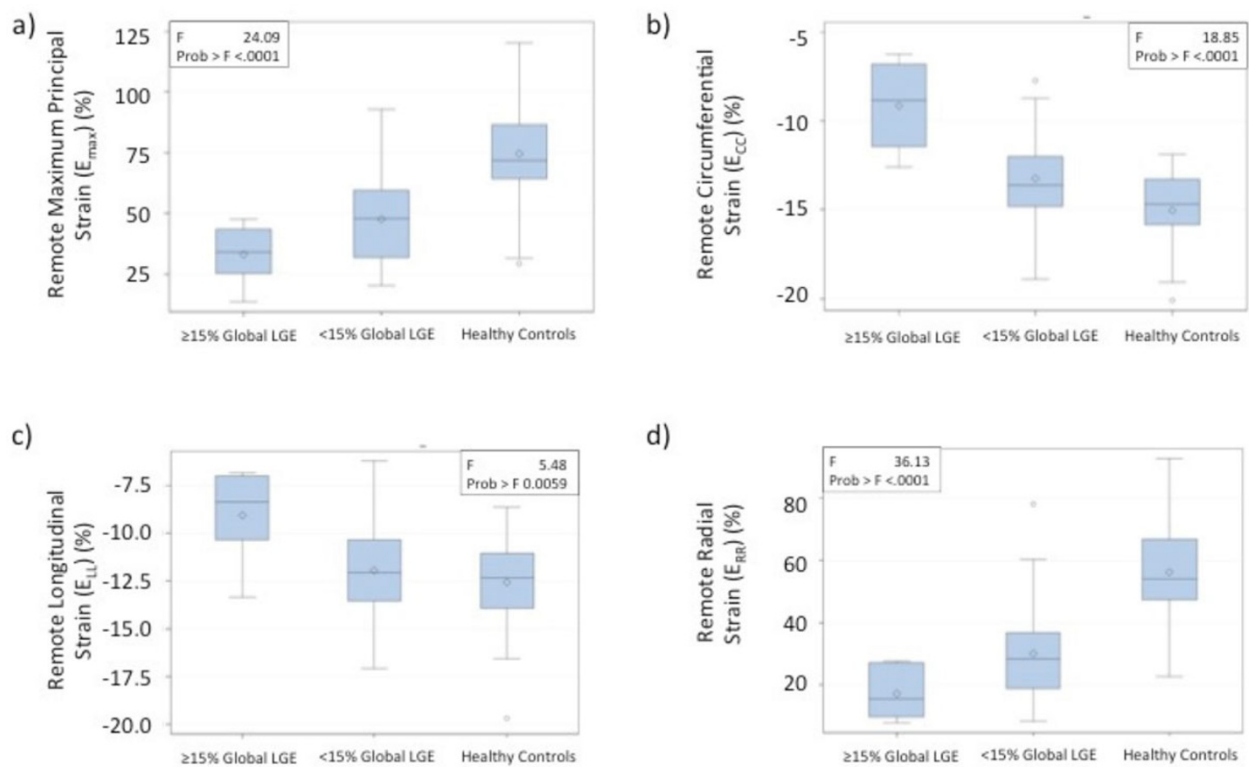 a)
Remote Maximum Principal
Strain (Emax) (%)
125
100
75
50
25
F 24.09
Prob > F <.0001
≥15% Global LGE <15% Global LGE Healthy Controls
b)
Remote Circumferential
Strain (ECC) (%)
-5
-10
-15
-20
F 18.85
Prob > F <.0001
≥15% Global LGE <15% Global LGE Healthy Controls
c)
Remote Longitudinal
Strain (ELL) (%)
-7.5
-10.0
-12.5
-15.0
-17.5
-20.0
F 5.48
Prob > F 0.0059
≥15% Global LGE <15% Global LGE Healthy Controls
d)
Remote Radial
Strain (ERR) (%)
80
60
40
20
F 36.13
Prob > F <.0001
≥15% Global LGE <15% Global LGE Healthy Controls